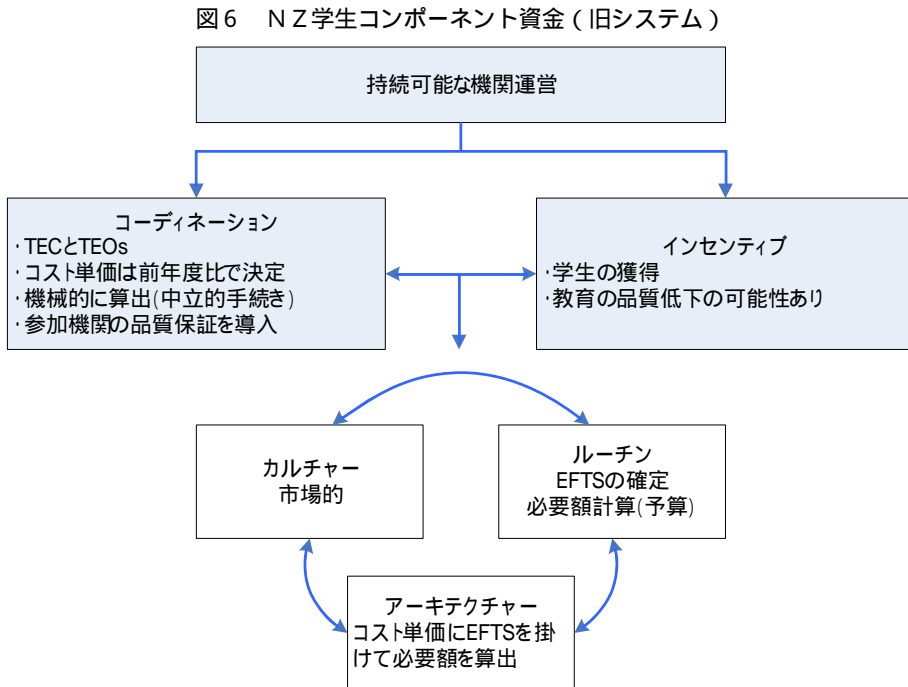 図6 NZ学生コンポーネント資金(旧システム)
持続可能な機関運営
コーディネーション
・TECとTEOs
・コスト単価は前年度比で決定
・機械的に算出(中立的手続き)
・参加機関の品質保証を導入
インセンティブ
・学生の獲得
・教育の品質低下の可能性あり
カルチャー
市場的
ルーチン
EFTSの確定
必要額計算(予算)
アーキテクチャー
コスト単価にEFTSを掛
けて必要額を算出